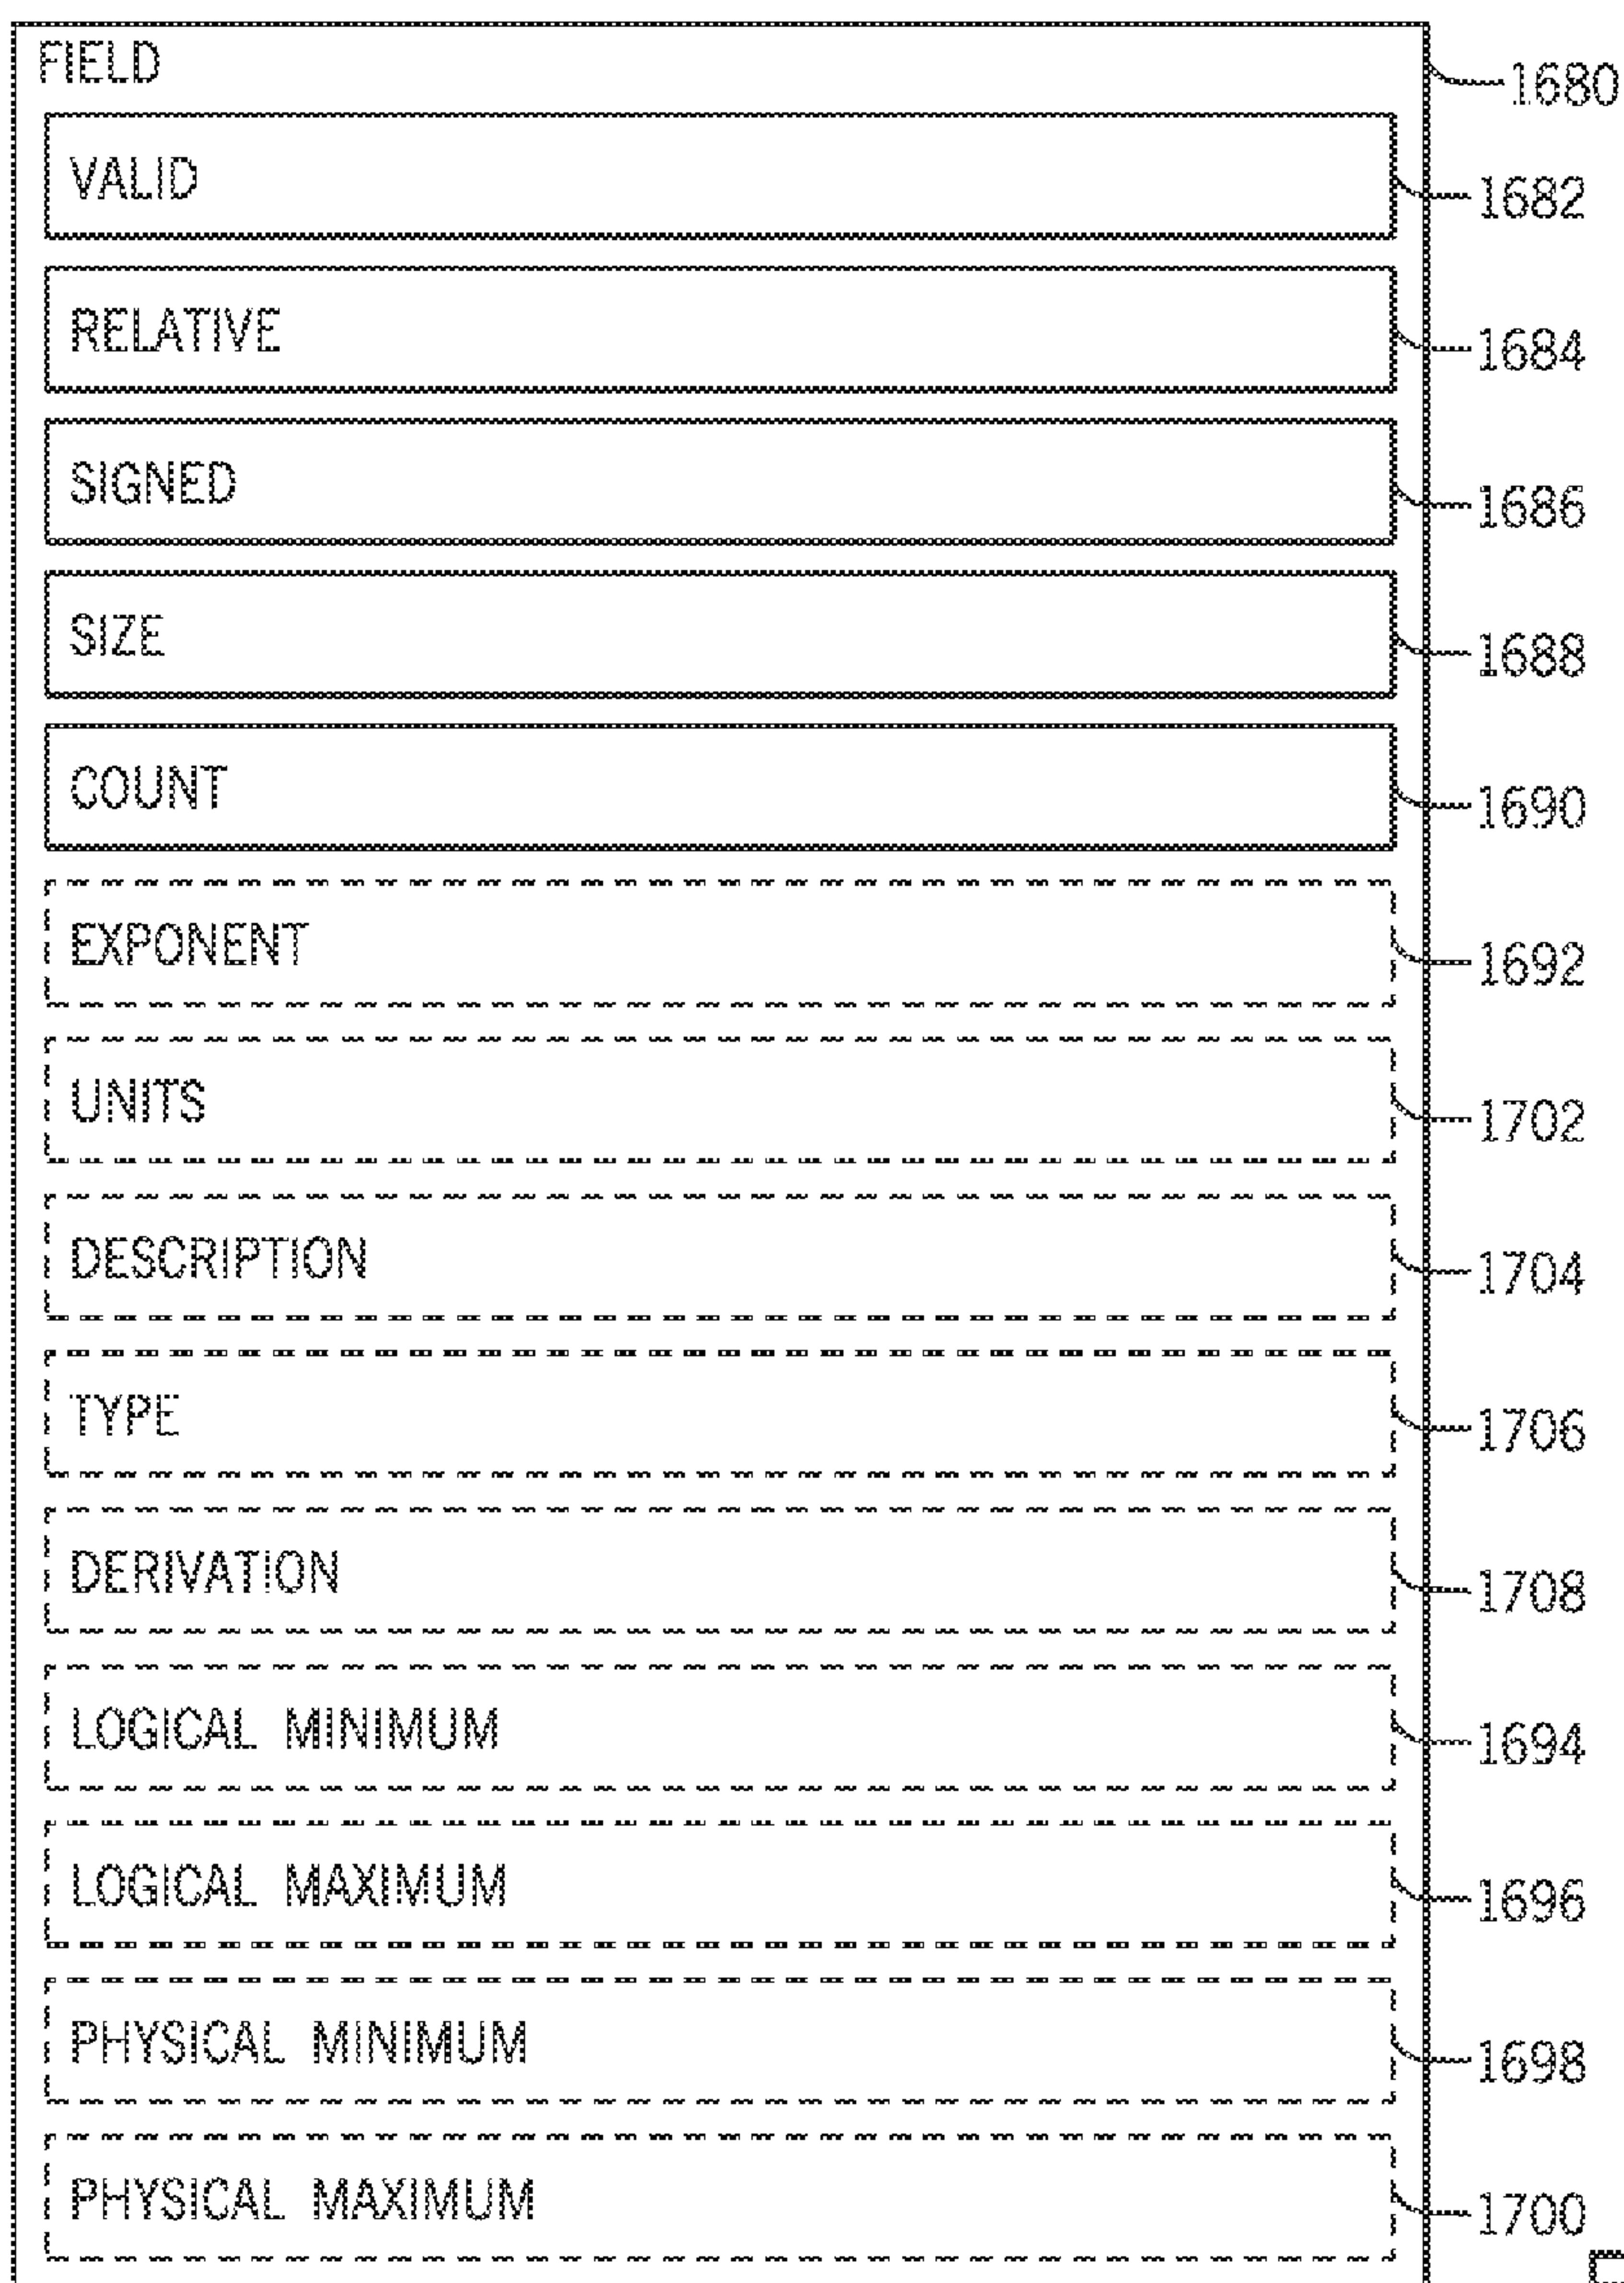 FIELD 1680
VALID 1682
RELATIVE 1684
SIGNED 1686
SIZE 1688
COUNT 1690
EXPONENT 1692
UNITS 1702
DESCRIPTION 1704
TYPE 1706
DERIVATION 1708
LOGICAL MINIMUM 1694
LOGICAL MAXIMUM 1696
PHYSICAL MINIMUM 1698
PHYSICAL MAXIMUM 1700